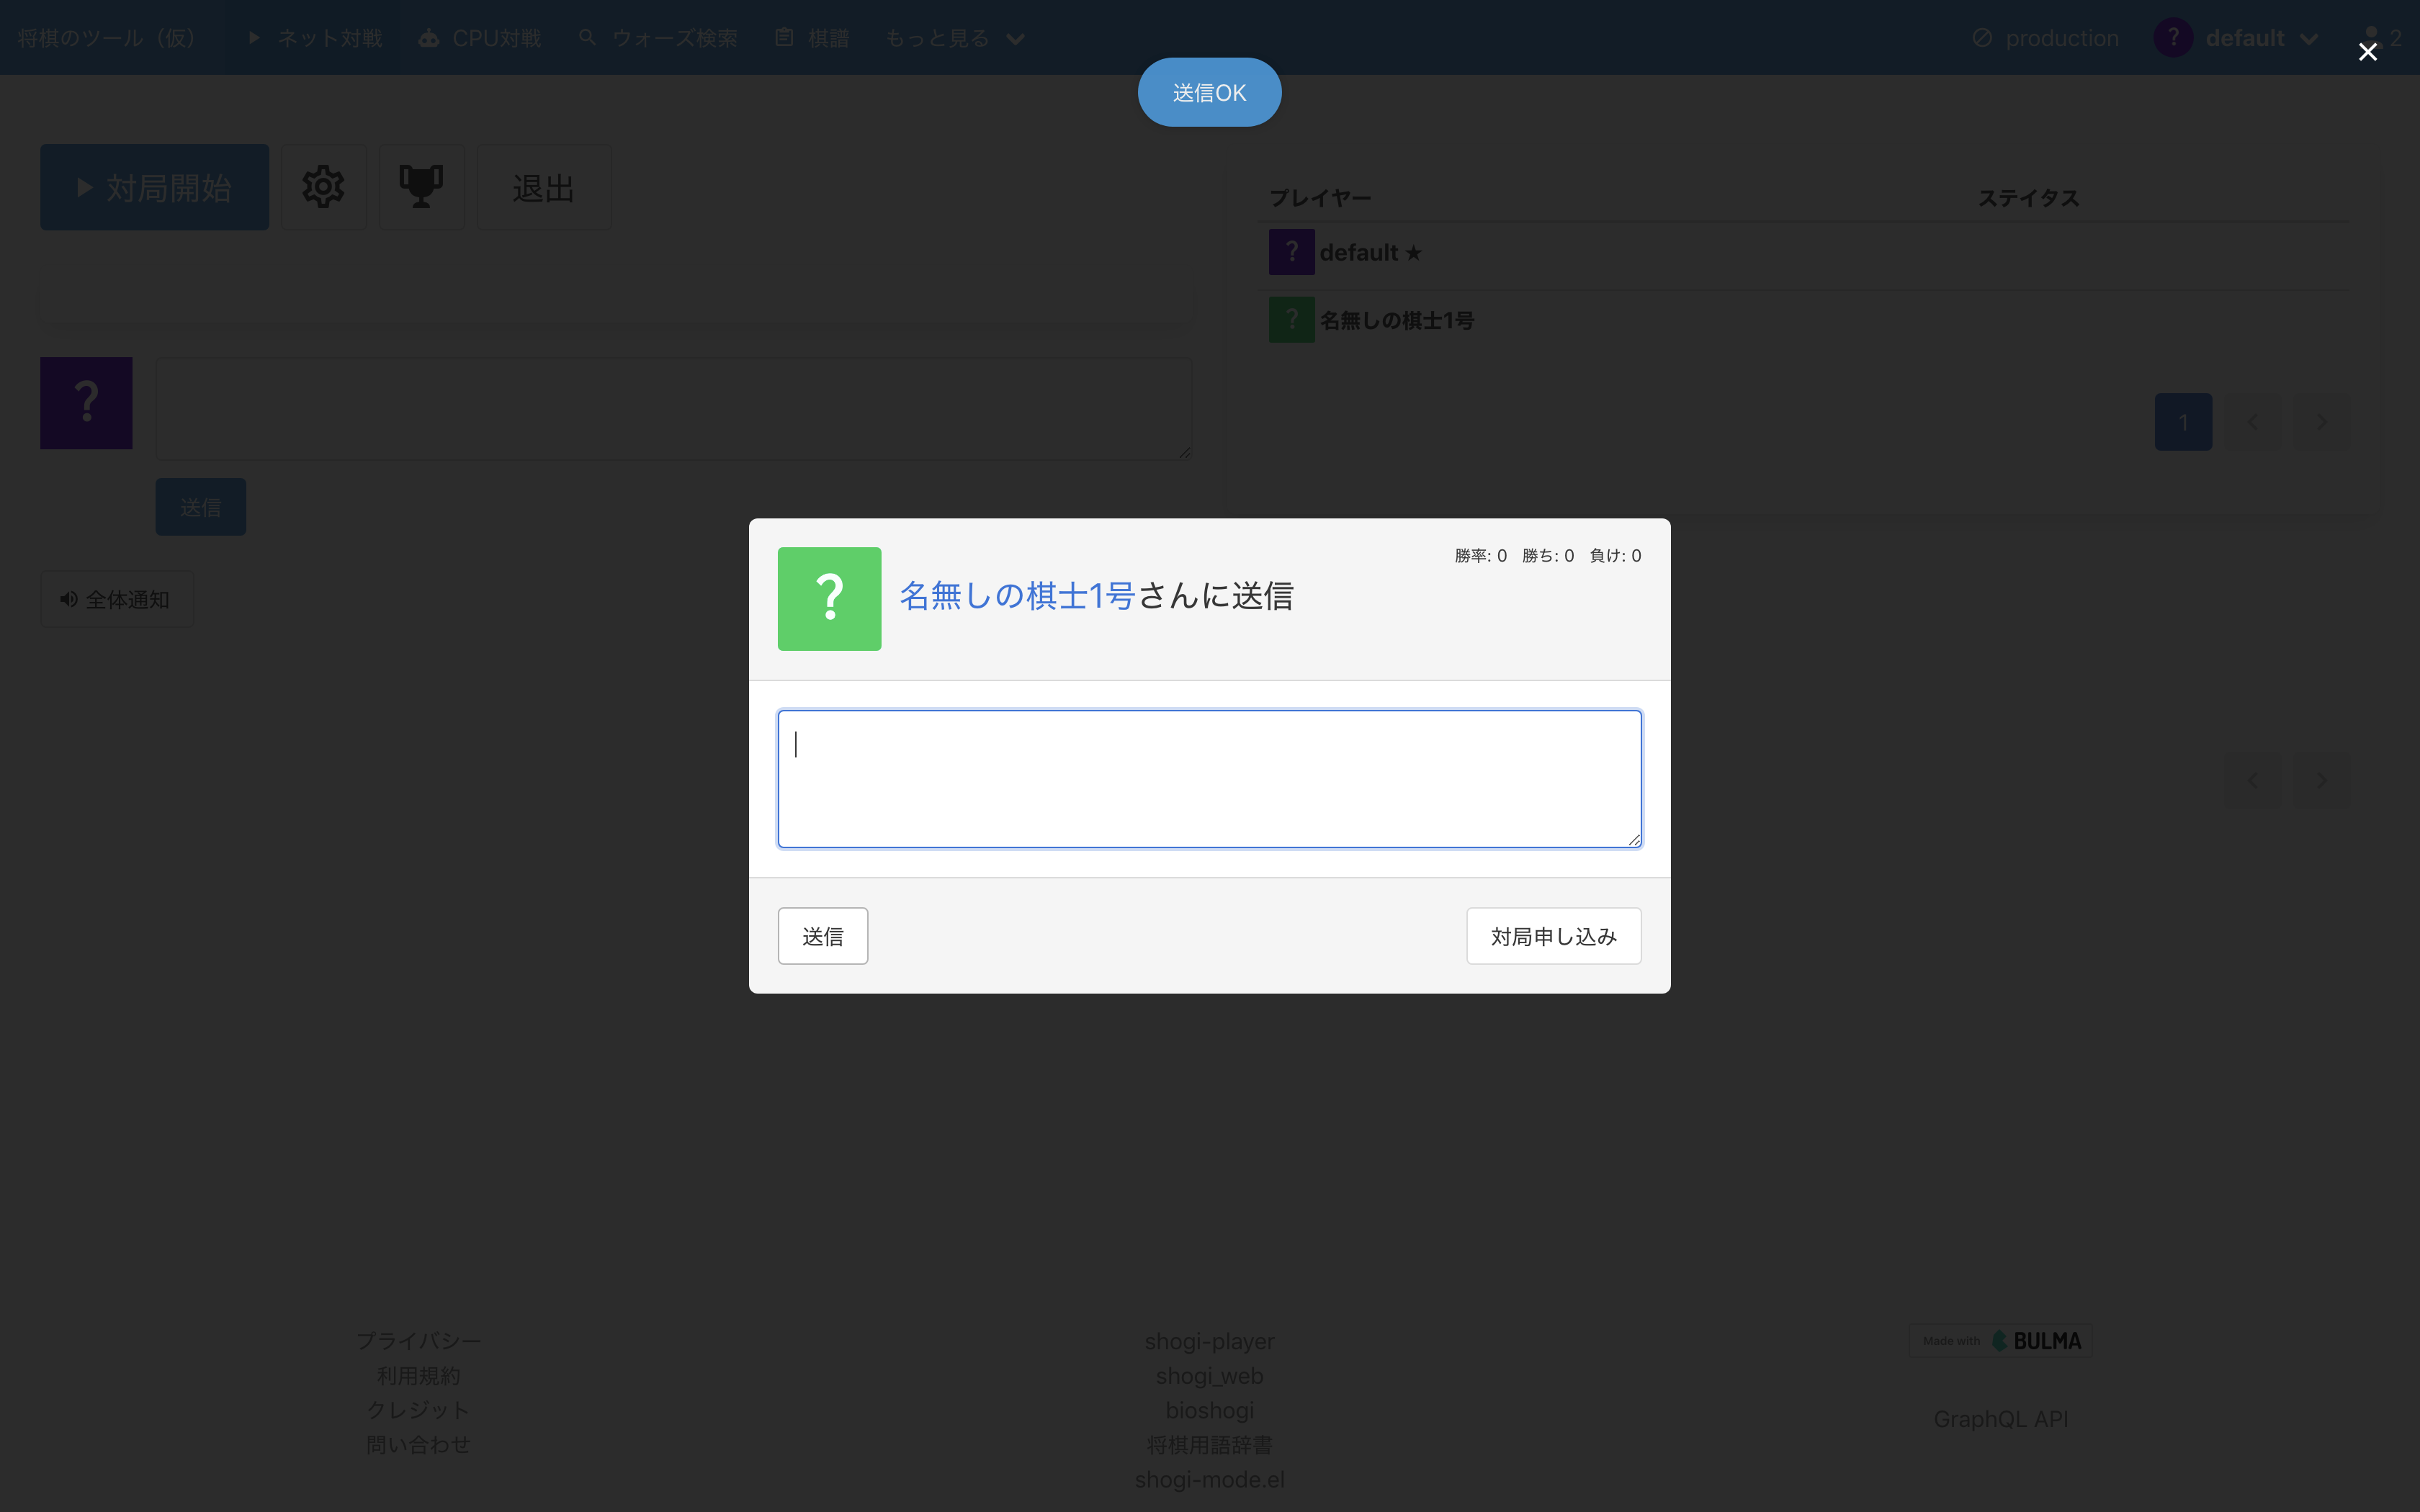 将棋のツール（仮） ネット対戦 CPU対戦 ウォーズ検索 棋譜 もっと見る production ? default 2
送信OK
対局開始 退出
プレイヤー ステイタス
? default ★
? 名無しの棋士1号
?
1
送信
全体通知
勝率: 0 勝ち: 0 負け: 0
? 名無しの棋士1号さんに送信
送信 対局申し込み
プライバシー
利用規約
クレジット
問い合わせ
shogi-player
shogi_web
bioshogi
将棋用語辞書
shogi-mode.el
Made with BULMA
GraphQL API